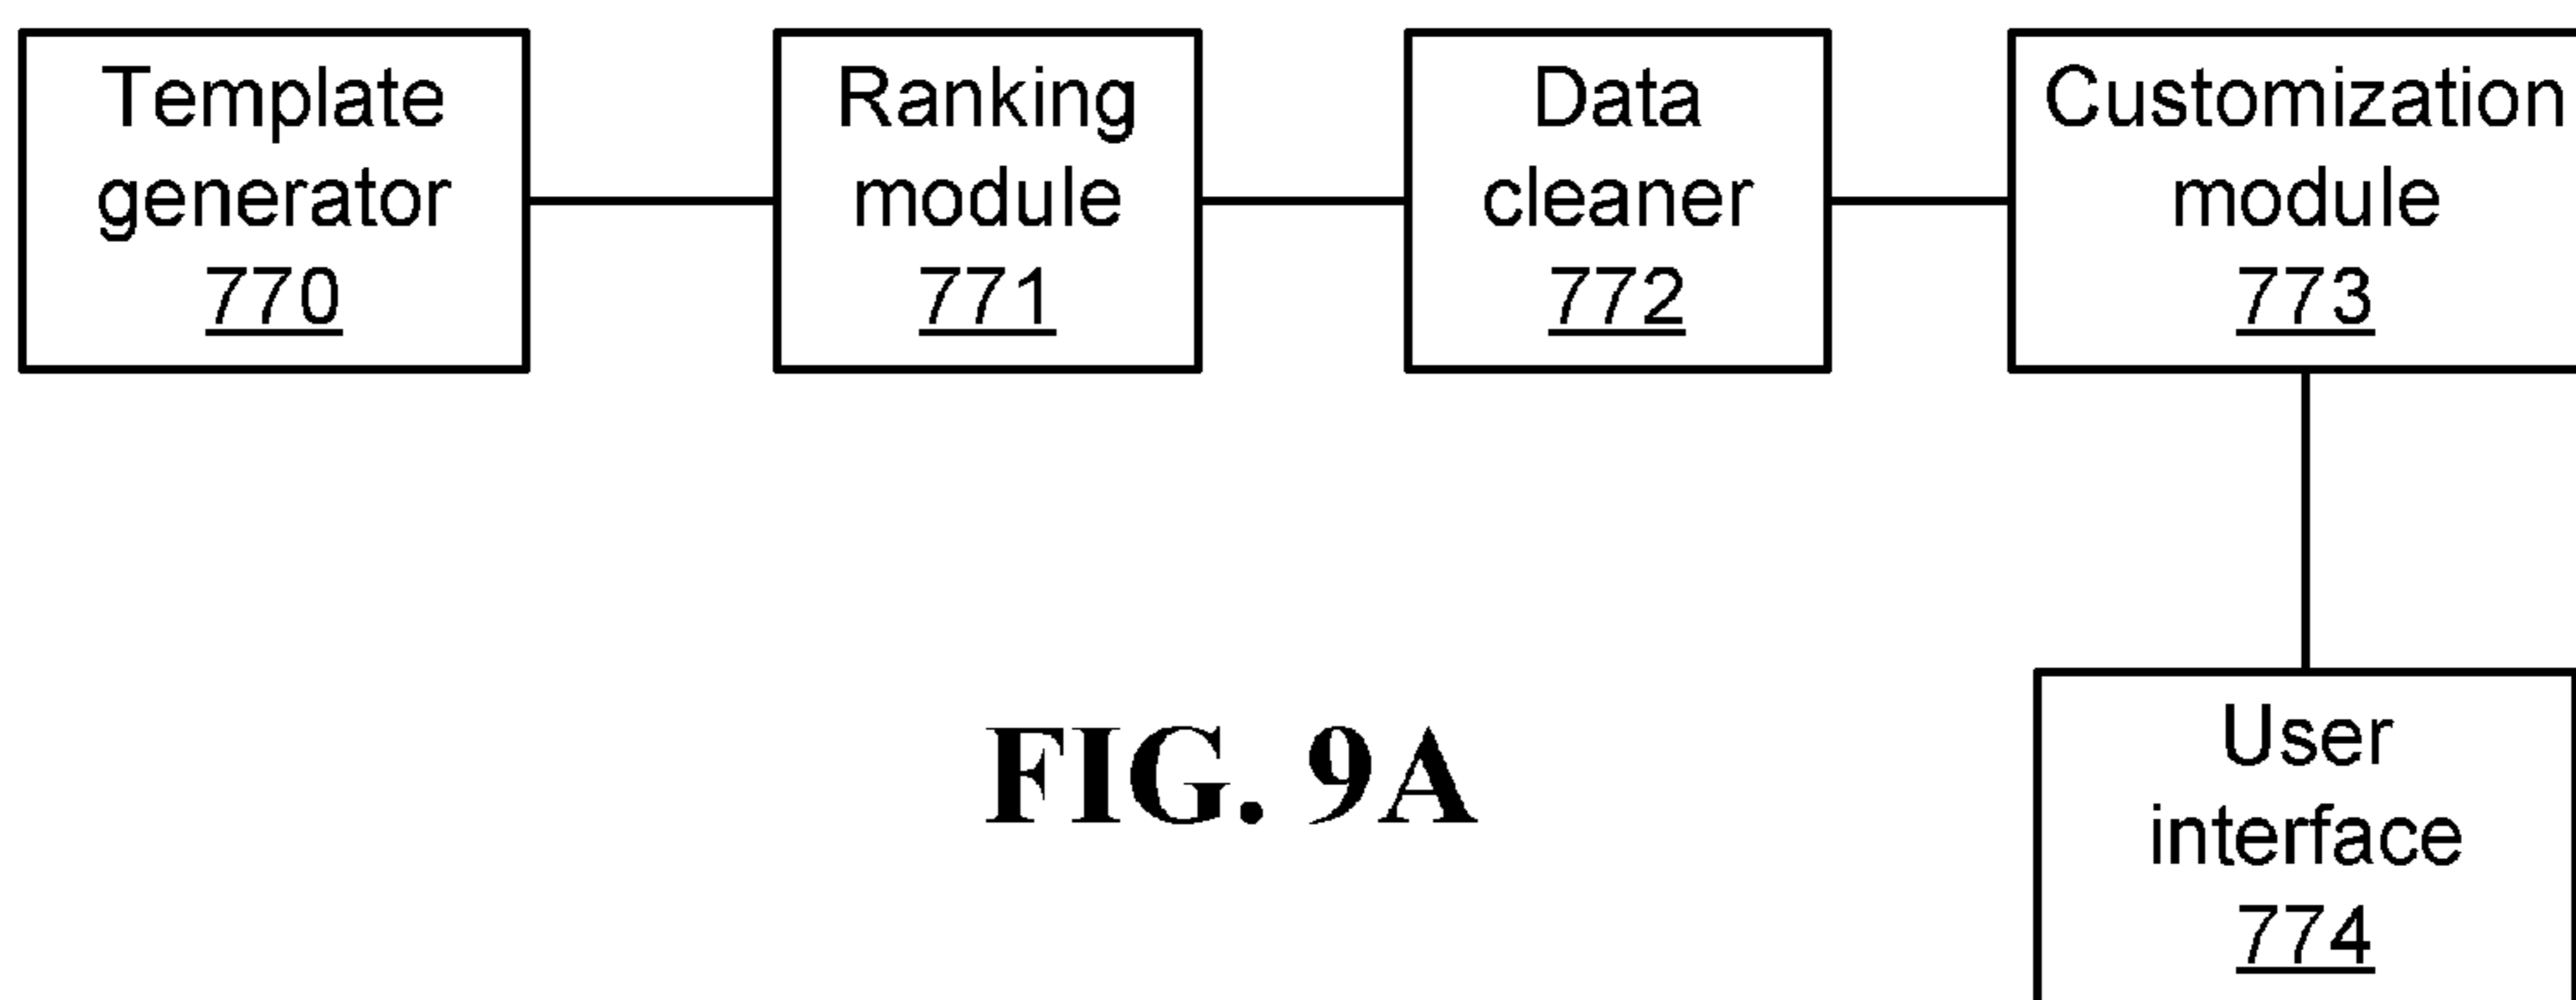 Template
generator
770
Ranking
module
771
Data
cleaner
772
Customization
module
773
User
interface
774
FIG. 9A